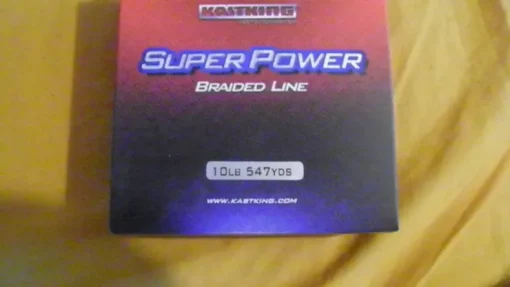 KASTKING
SUPER POWER
BRAIDED LINE
10LB 547YDS
WWW.KASTKING.COM